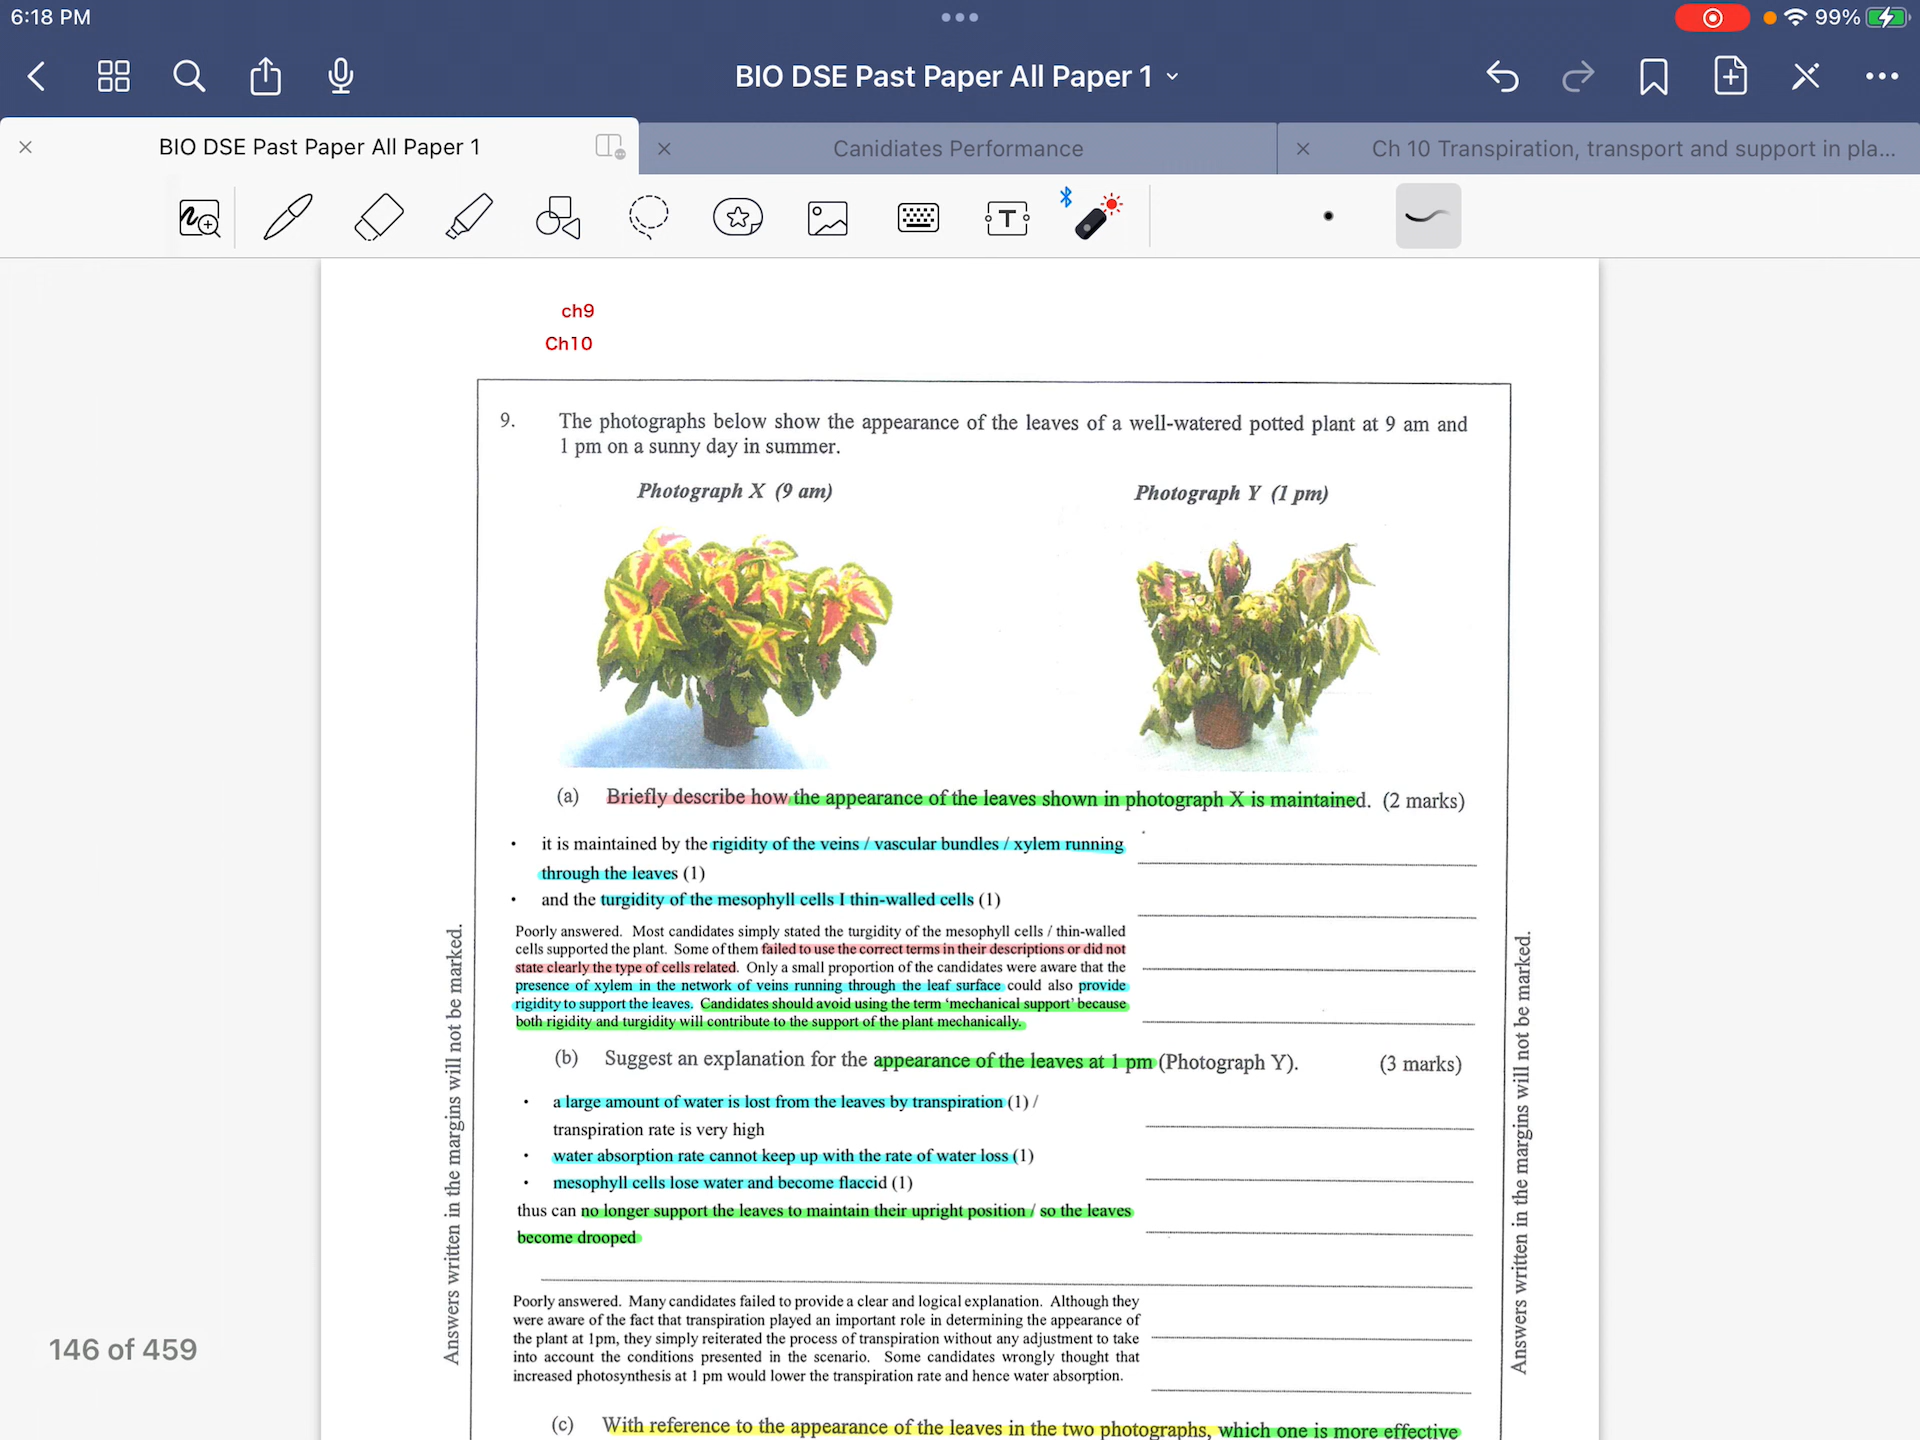 6:18 PM
99%
BIO DSE Past Paper All Paper 1
BIO DSE Past Paper All Paper 1
Canidiates Performance
Ch 10 Transpiration, transport and support in pla...
T
ch9
Ch10
9. The photographs below show the appearance of the leaves of a well-watered potted plant at 9 am and
1 pm on a sunny day in summer.
Photograph X (9 am)
Photograph Y (1 pm)
(a) Briefly describe how the appearance of the leaves shown in photograph X is maintained. (2 marks)
• it is maintained by the rigidity of the veins / vascular bundles / xylem running
through the leaves (1)
• and the turgidity of the mesophyll cells I thin-walled cells (1)
Poorly answered. Most candidates simply stated the turgidity of the mesophyll cells / thin-walled
cells supported the plant. Some of them failed to use the correct terms in their descriptions or did not
state clearly the type of cells related. Only a small proportion of the candidates were aware that the
presence of xylem in the network of veins running through the leaf surface could also provide
rigidity to support the leaves. Candidates should avoid using the term ‘mechanical support’ because
both rigidity and turgidity will contribute to the support of the plant mechanically.
(b) Suggest an explanation for the appearance of the leaves at 1 pm (Photograph Y). (3 marks)
• a large amount of water is lost from the leaves by transpiration (1) /
transpiration rate is very high
• water absorption rate cannot keep up with the rate of water loss (1)
• mesophyll cells lose water and become flaccid (1)
thus can no longer support the leaves to maintain their upright position / so the leaves
become drooped
Poorly answered. Many candidates failed to provide a clear and logical explanation. Although they
were aware of the fact that transpiration played an important role in determining the appearance of
the plant at 1pm, they simply reiterated the process of transpiration without any adjustment to take
into account the conditions presented in the scenario. Some candidates wrongly thought that
increased photosynthesis at 1 pm would lower the transpiration rate and hence water absorption.
(c) With reference to the appearance of the leaves in the two photographs, which one is more effective
Answers written in the margins will not be marked.
Answers written in the margins will not be marked.
146 of 459